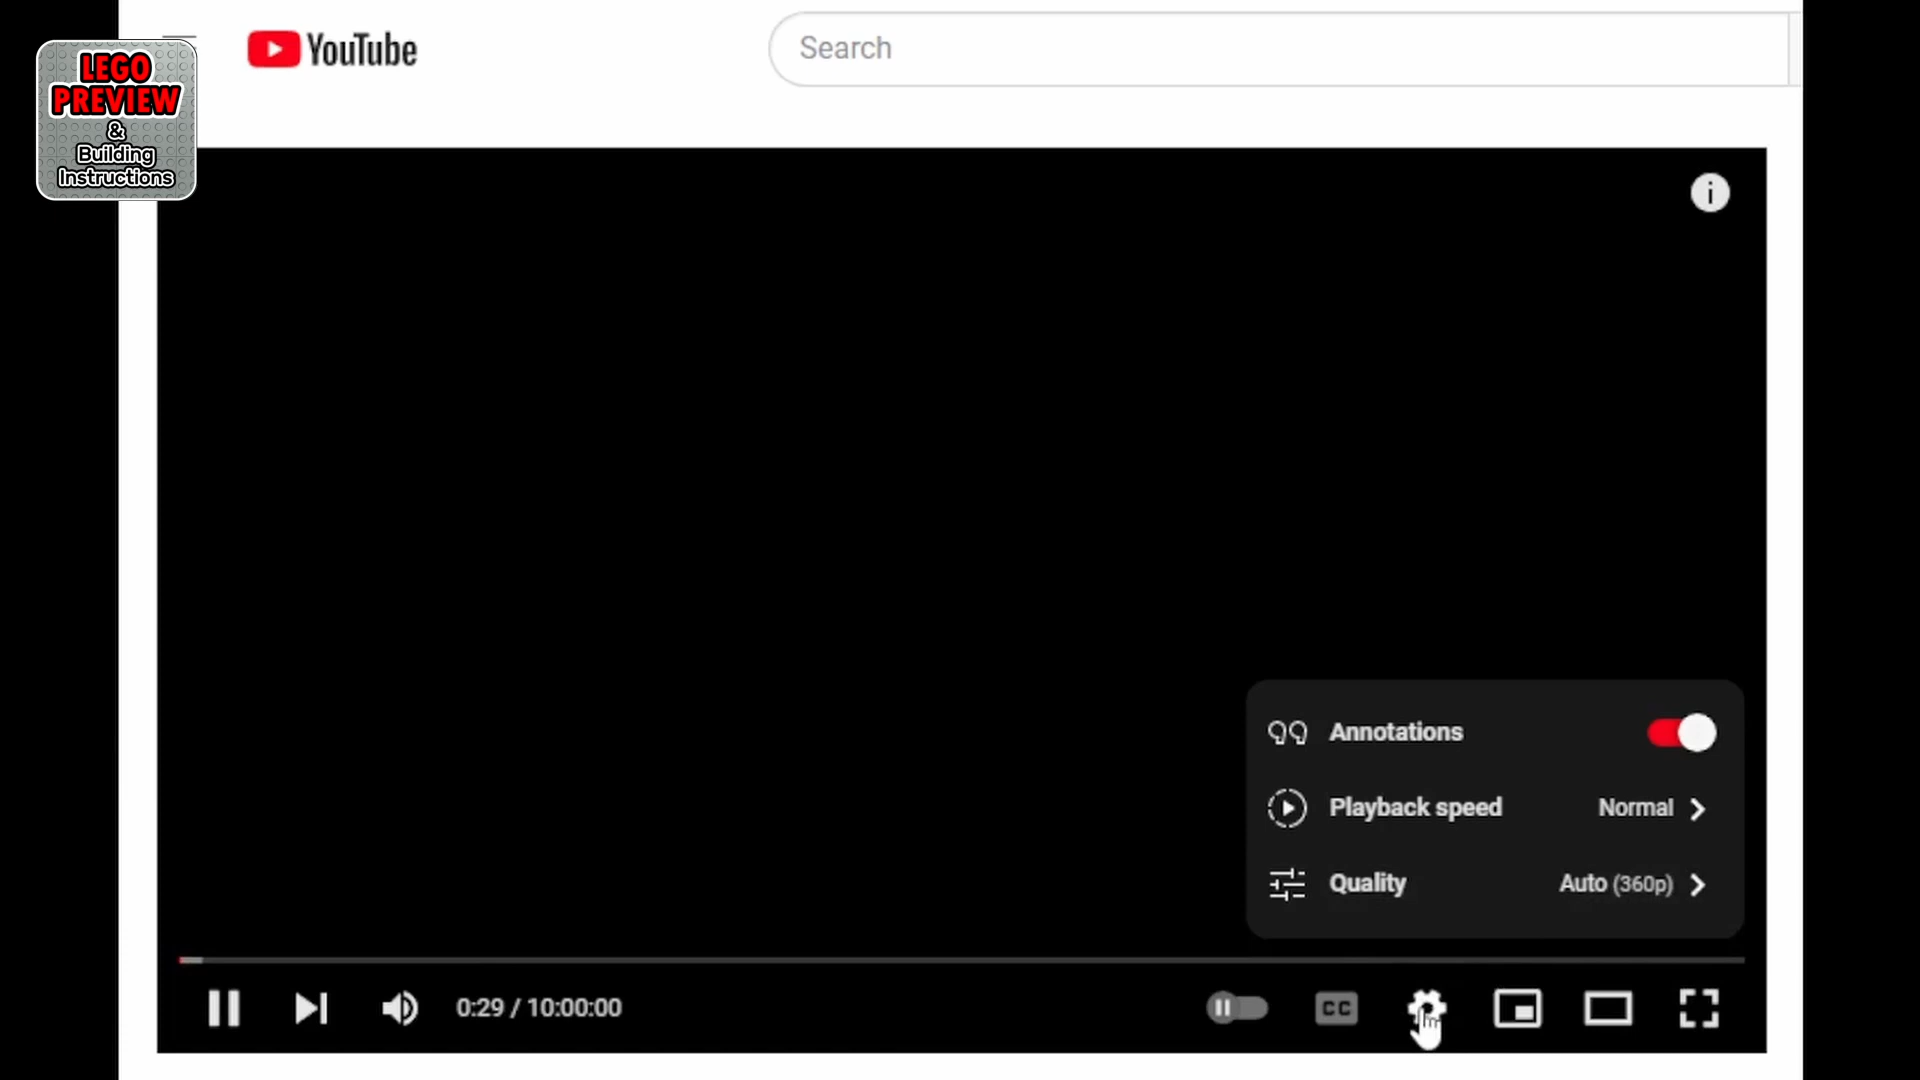 LEGO
PREVIEW
&
Building
Instructions
YouTube
Search
i
Annotations
Playback speed Normal
Quality Auto (360p)
0:29 / 10:00:00
CC